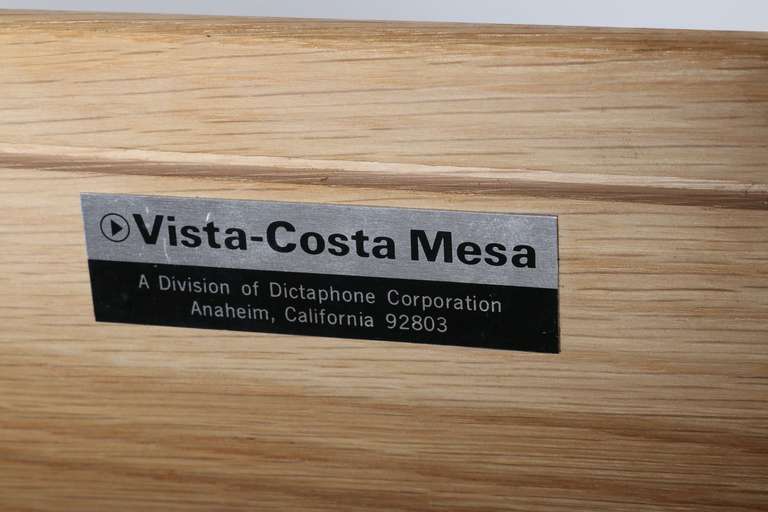 Vista-Costa Mesa
A Division of Dictaphone Corporation
Anaheim, California 92803